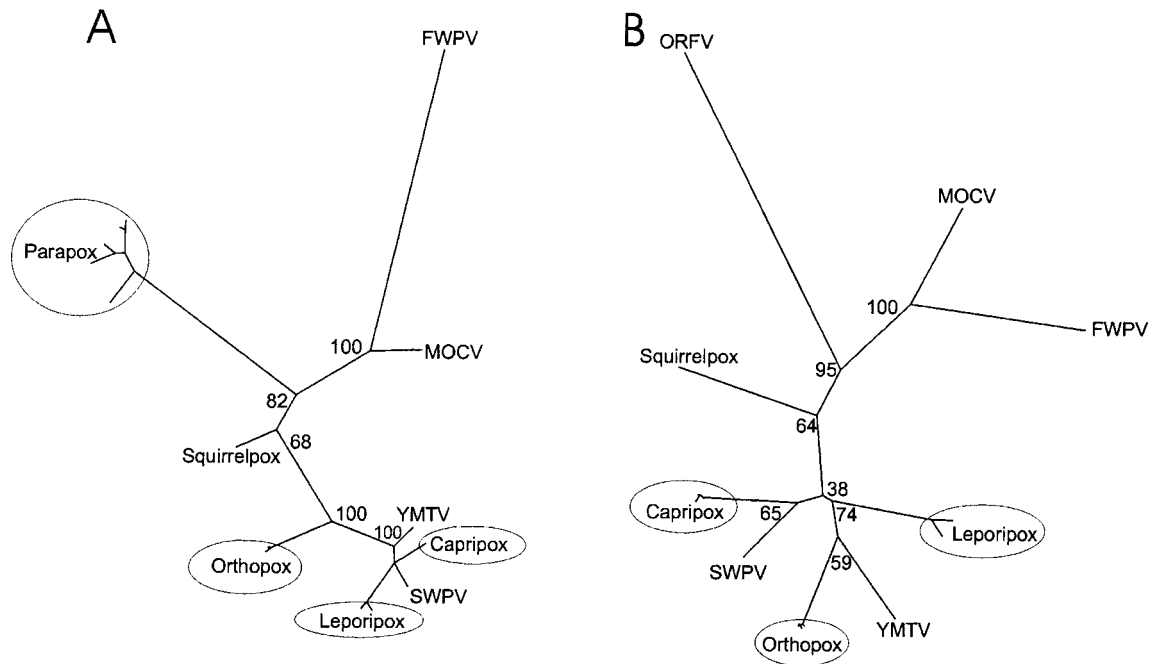 A
FWPV
Parapox
100
MOCV
82
68
Squirrelpox
100
100
YMTV
Capripox
Orthopox
SWPV
Leporipox
B
ORFV
MOCV
100
FWPV
Squirrelpox
95
64
38
Capripox
65
74
Leporipox
SWPV
59
YMTV
Orthopox